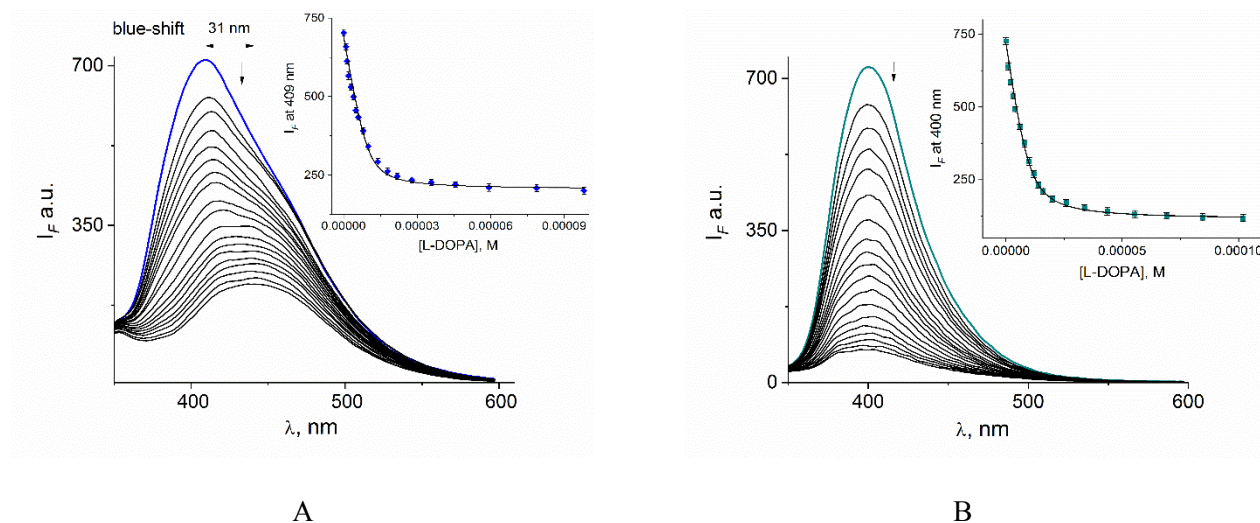 blue-shift
31 nm
750
500
250
I_F at 409 nm
0.00000
0.00003
0.00006
0.00009
[L-DOPA], M
700
350
I_F a.u.
400
500
600
λ, nm
A
750
500
250
I_F at 400 nm
0.00000
0.00005
0.00010
[L-DOPA], M
700
350
0
I_F a.u.
400
500
600
λ, nm
B